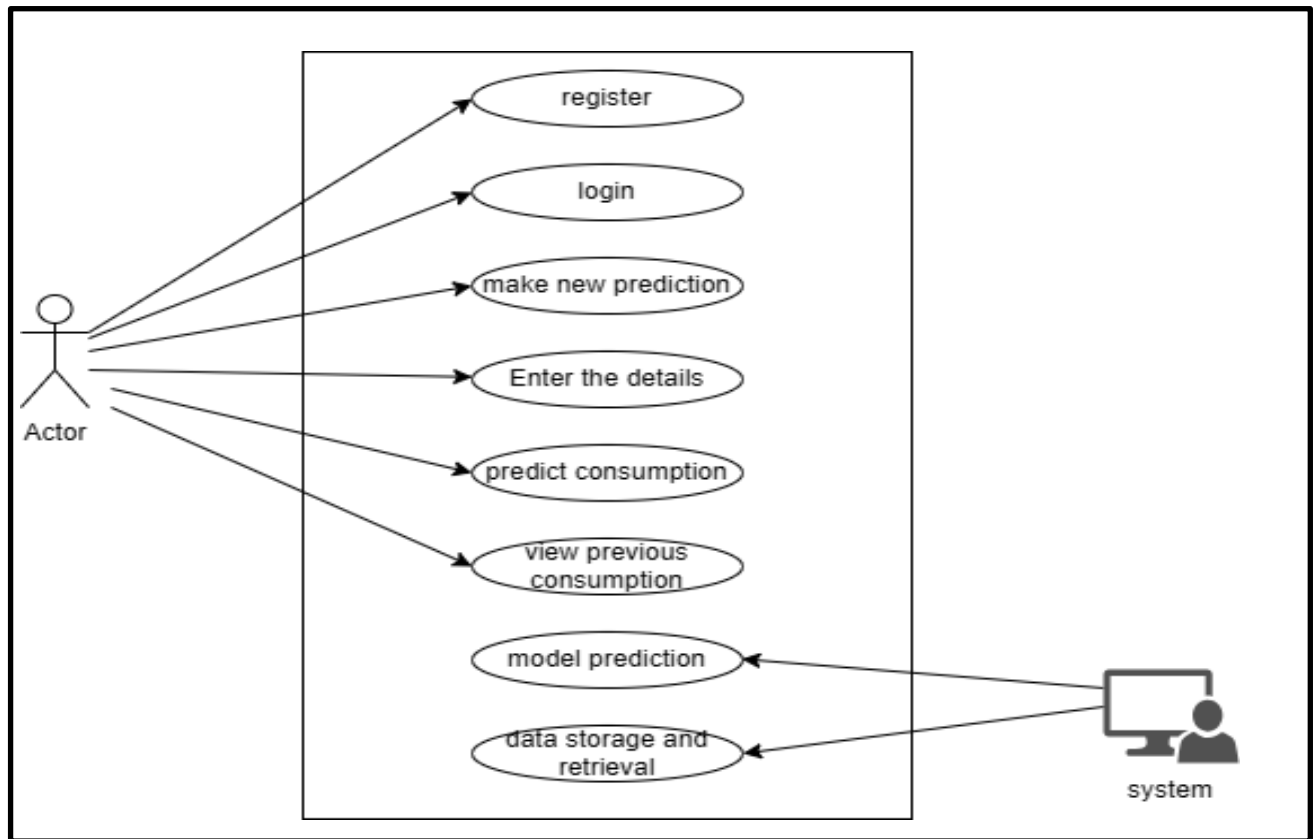 register
login
make new prediction
Enter the details
Actor
predict consumption
view previous
consumption
model prediction
data storage and
retrieval
system